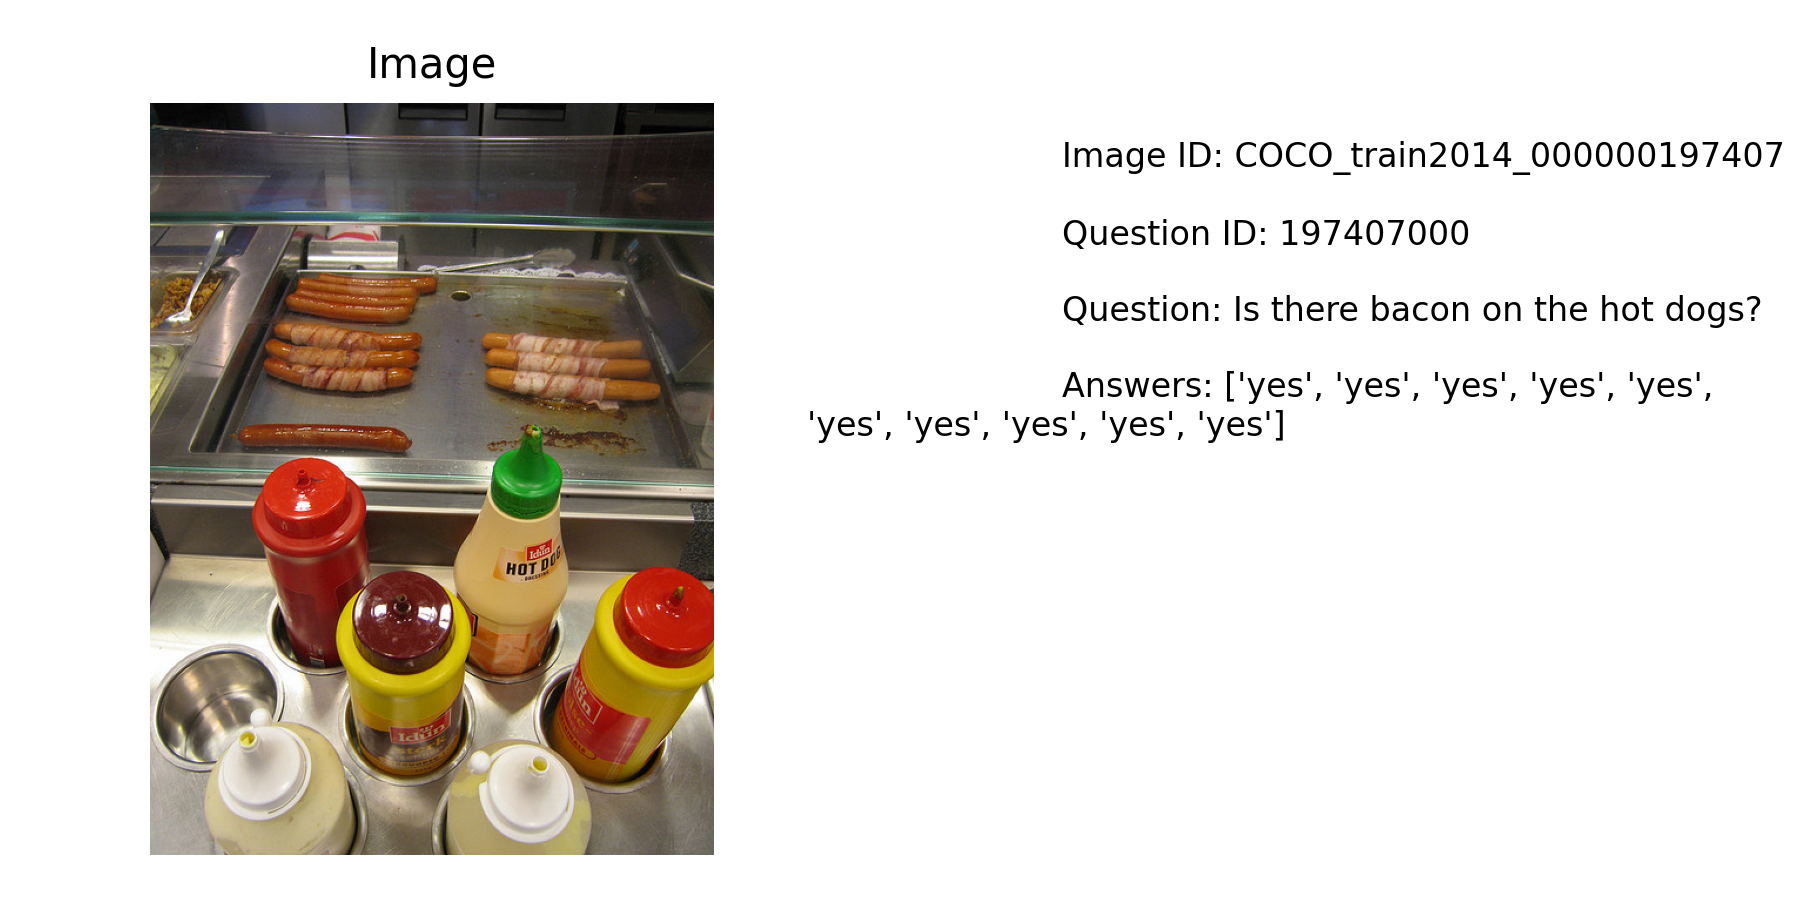 Image
Image ID: COCO_train2014_000000197407
Question ID: 197407000
Question: Is there bacon on the hot dogs?
Answers: ['yes', 'yes', 'yes', 'yes', 'yes',
'yes', 'yes', 'yes', 'yes', 'yes']
Idun
HOT DOG
Idun
Idun